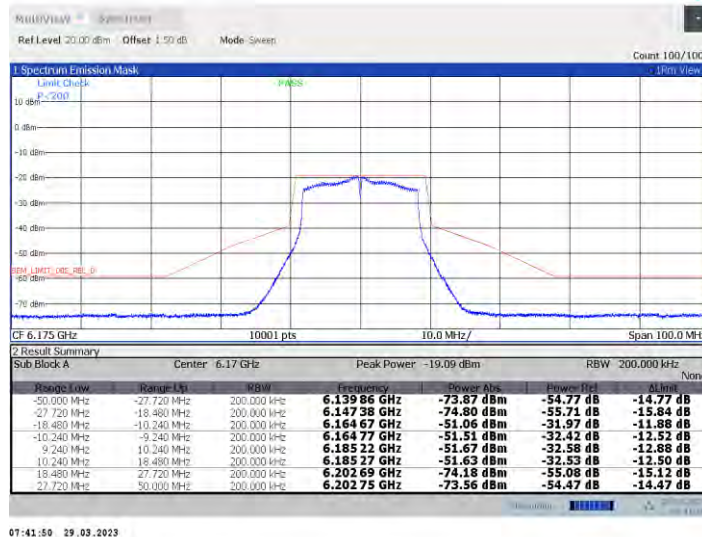 MultiView Spectrum
Ref Level 20.00 dBm Offset 1.50 dB Mode Sweep
Count 100/100
1 Spectrum Emission Mask 1Rm View
Limit Check PASS
P<200
10 dBm
0 dBm
-10 dBm
-20 dBm
-30 dBm
-40 dBm
-50 dBm
-60 dBm
-70 dBm
CF 6.175 GHz 10001 pts 10.0 MHz/ Span 100.0 MHz
2 Result Summary
Sub Block A Center 6.17 GHz Peak Power -19.09 dBm RBW 200.000 kHz
None
Range Low Range Up RBW Frequency Power Abs Power Rel ΔLimit
-50.000 MHz -27.720 MHz 200.000 kHz 6.139 86 GHz -73.87 dBm -54.77 dB -14.77 dB
-27.720 MHz -18.480 MHz 200.000 kHz 6.147 38 GHz -74.80 dBm -55.71 dB -15.84 dB
-18.480 MHz -10.240 MHz 200.000 kHz 6.164 67 GHz -51.06 dBm -31.97 dB -11.88 dB
-10.240 MHz -9.240 MHz 200.000 kHz 6.164 77 GHz -51.51 dBm -32.42 dB -12.52 dB
9.240 MHz 10.240 MHz 200.000 kHz 6.185 22 GHz -51.67 dBm -32.58 dB -12.88 dB
10.240 MHz 18.480 MHz 200.000 kHz 6.185 27 GHz -51.63 dBm -32.53 dB -12.50 dB
18.480 MHz 27.720 MHz 200.000 kHz 6.202 69 GHz -74.18 dBm -55.08 dB -15.12 dB
27.720 MHz 50.000 MHz 200.000 kHz 6.202 75 GHz -73.56 dBm -54.47 dB -14.47 dB
07:41:50 29.03.2023